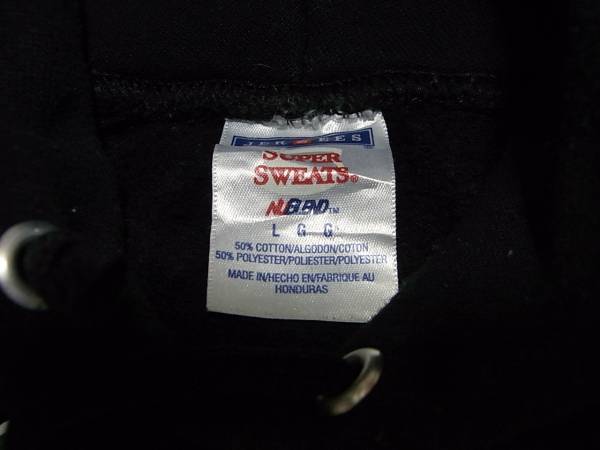 JERZEES
SUPER
SWEATS®
NUBLEND™
L G G
50% COTTON/ALGODON/COTON
50% POLYESTER/POLIESTER/POLYESTER
MADE IN/HECHO EN/FABRIQUE AU
HONDURAS